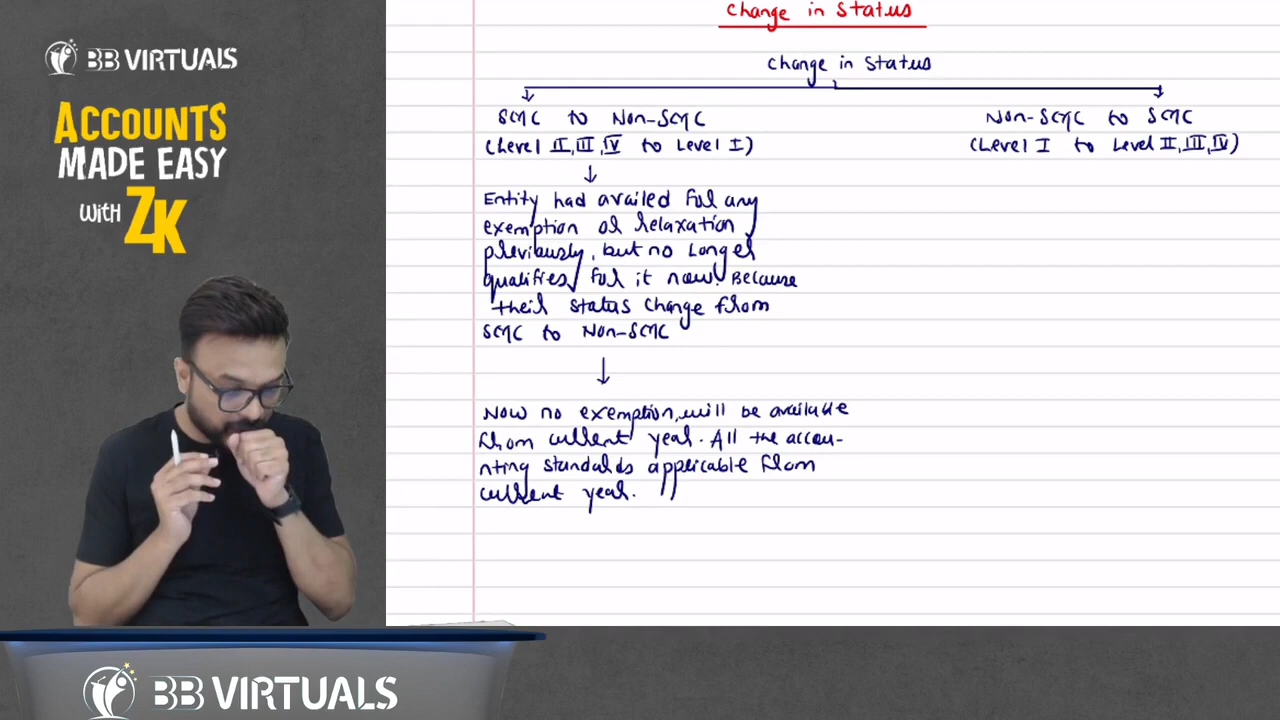 BB VIRTUALS
ACCOUNTS
MADE EASY
WITH ZK
Change in Status
Change in Status
SMC to Non-SMC
(Level II, III, IV to Level I)
Non-SMC to SMC
(Level I to Level II, III, IV)
Entity had availed for any
exemption or relaxation
previously, but no longer
qualifies for it now. Because
their status change from
SMC to Non-SMC
Now no exemption, will be available
from current year. All the accou-
nting standards applicable from
current year.
BB VIRTUALS